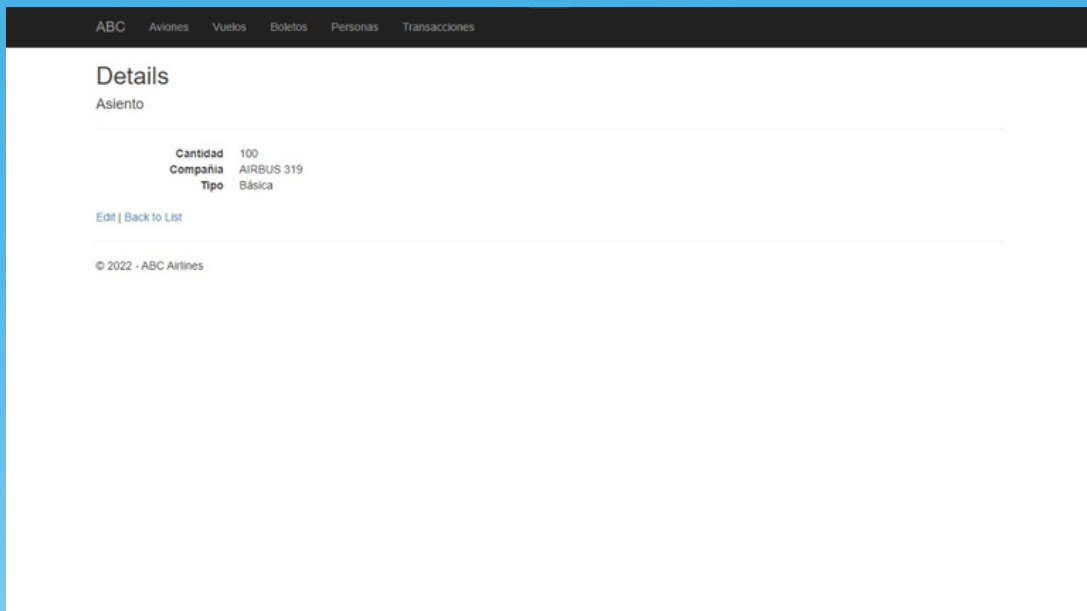 ABC Aviones Vuelos Boletos Personas Transacciones
Details
Asiento
Cantidad 100
Compañia AIRBUS 319
Tipo Básica
Edit | Back to List
© 2022 - ABC Airlines